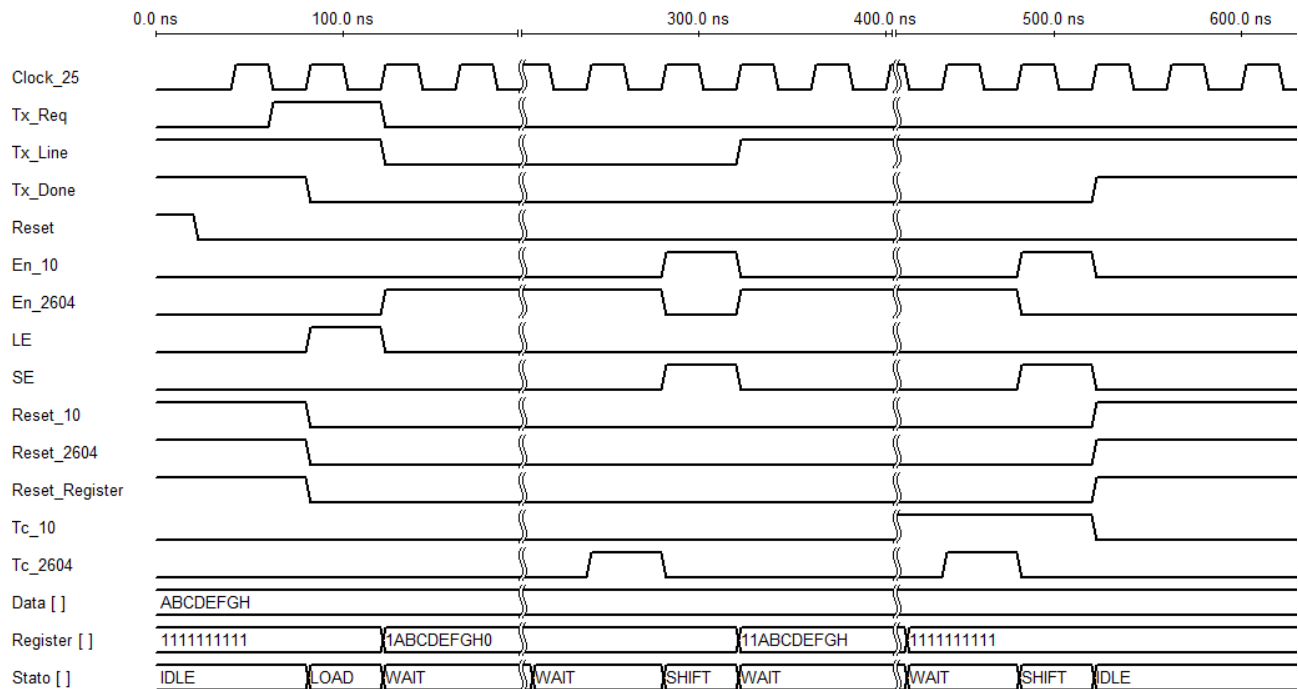 0.0 ns 100.0 ns 300.0 ns 400.0 ns 500.0 ns 600.0 ns
Clock_25
Tx_Req
Tx_Line
Tx_Done
Reset
En_10
En_2604
LE
SE
Reset_10
Reset_2604
Reset_Register
Tc_10
Tc_2604
Data [ ] ABCDEFGH
Register [ ] 1111111111 1ABCDEFGH0 11ABCDEFGH 1111111111
Stato [ ] IDLE LOAD WAIT WAIT SHIFT WAIT WAIT SHIFT IDLE